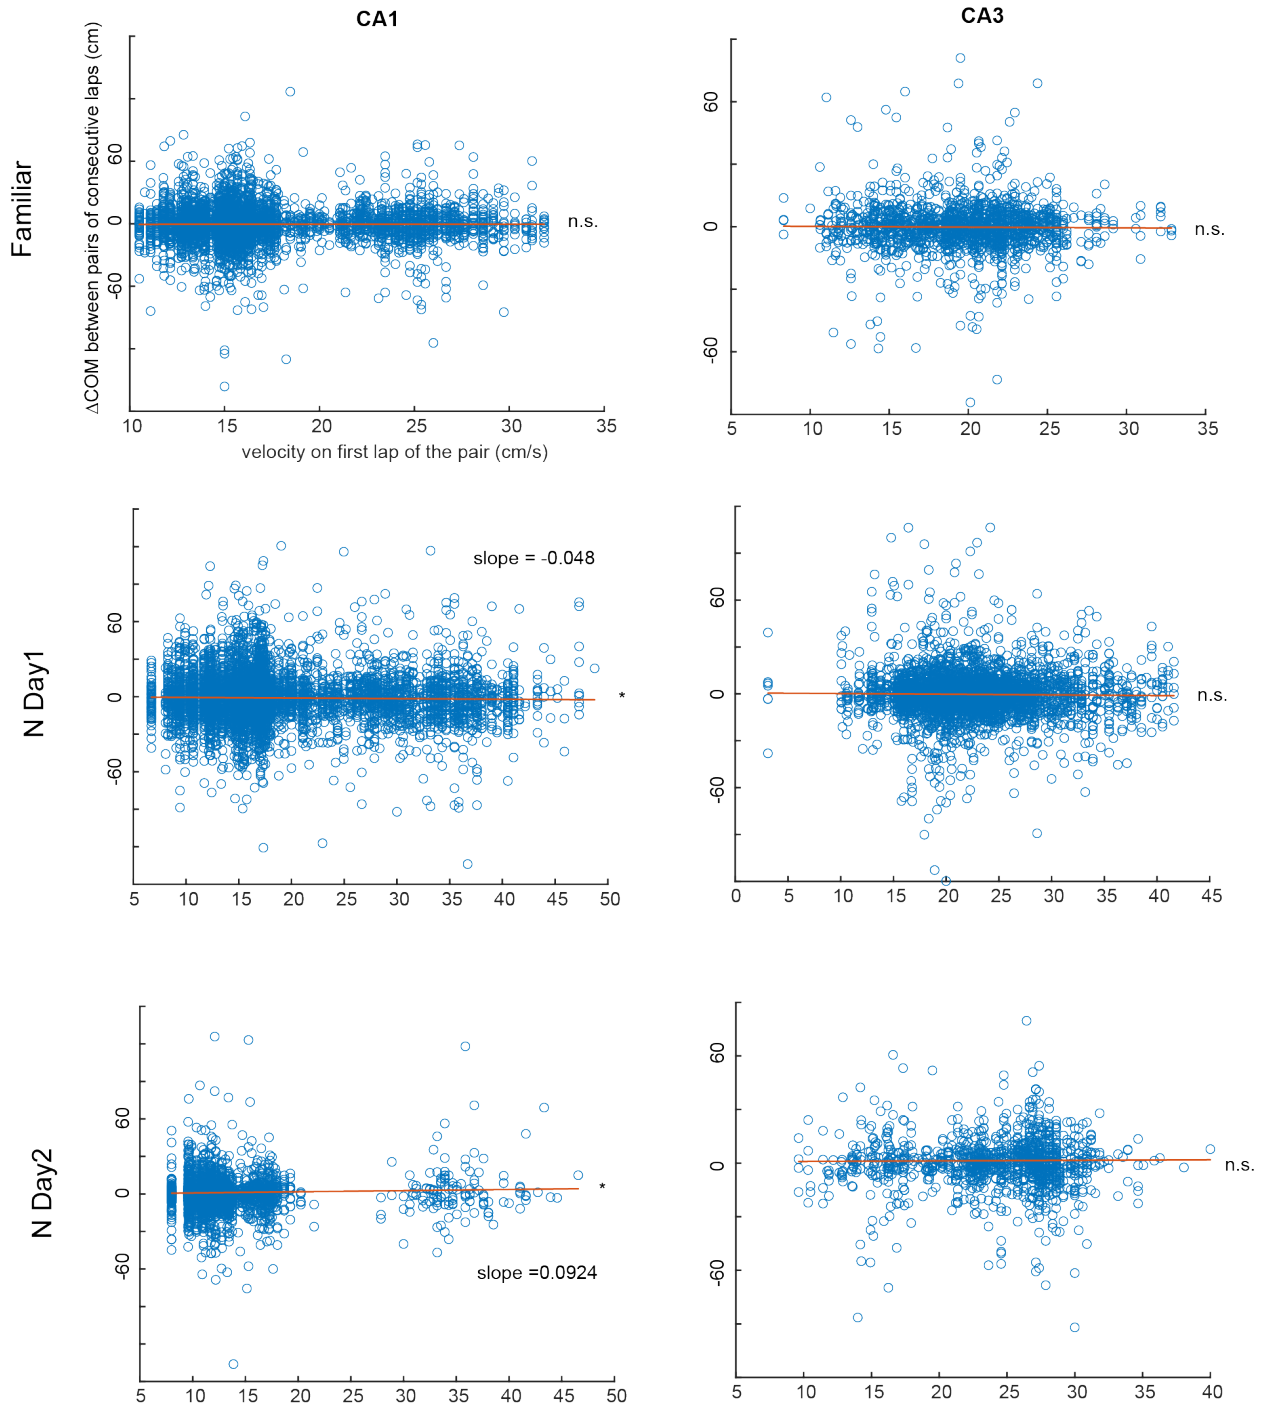 CA1
CA3
Familiar
ΔCOM between pairs of consecutive laps (cm)
60
0
-60
n.s.
10 15 20 25 30 35
velocity on first lap of the pair (cm/s)
60
0
-60
n.s.
5 10 15 20 25 30 35
N Day1
60
0
-60
slope = -0.048
*
5 10 15 20 25 30 35 40 45 50
60
0
-60
n.s.
0 5 10 15 20 25 30 35 40 45
N Day2
60
0
-60
*
slope =0.0924
5 10 15 20 25 30 35 40 45 50
60
0
-60
n.s.
5 10 15 20 25 30 35 40